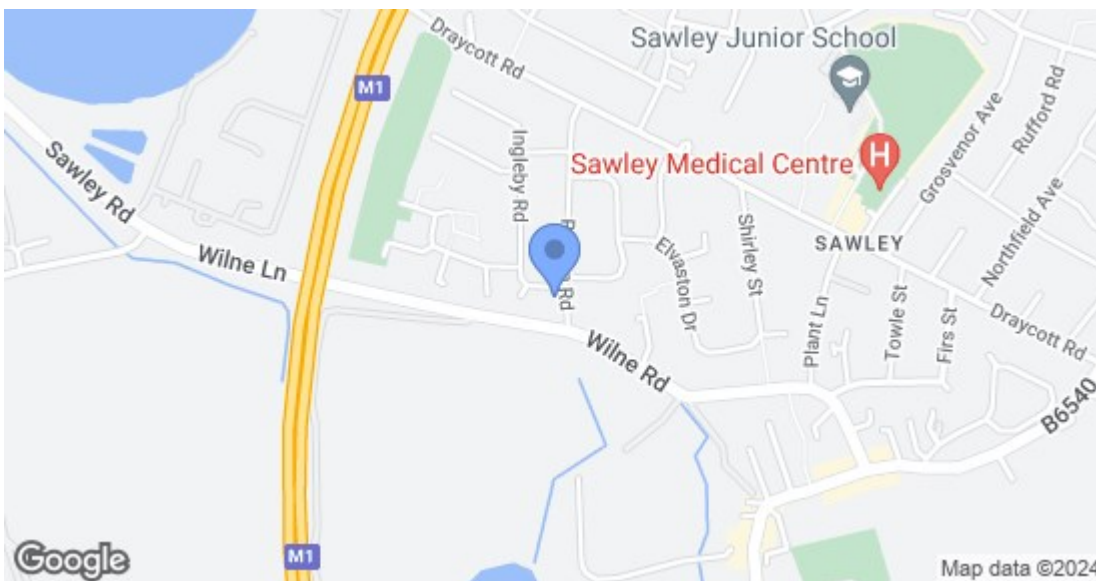 Draycott Rd
Sawley Junior School
M1
Ingleby Rd
Sawley Medical Centre
H
Grosvenor Ave
Rufford Rd
Sawley Rd
Wilne Ln
Rd
Elvaston Dr
Shirley St
SAWLEY
Northfield Ave
Plant Ln
Towle St
Firs St
Draycott Rd
Wilne Rd
B6540
M1
Google
Map data ©2024